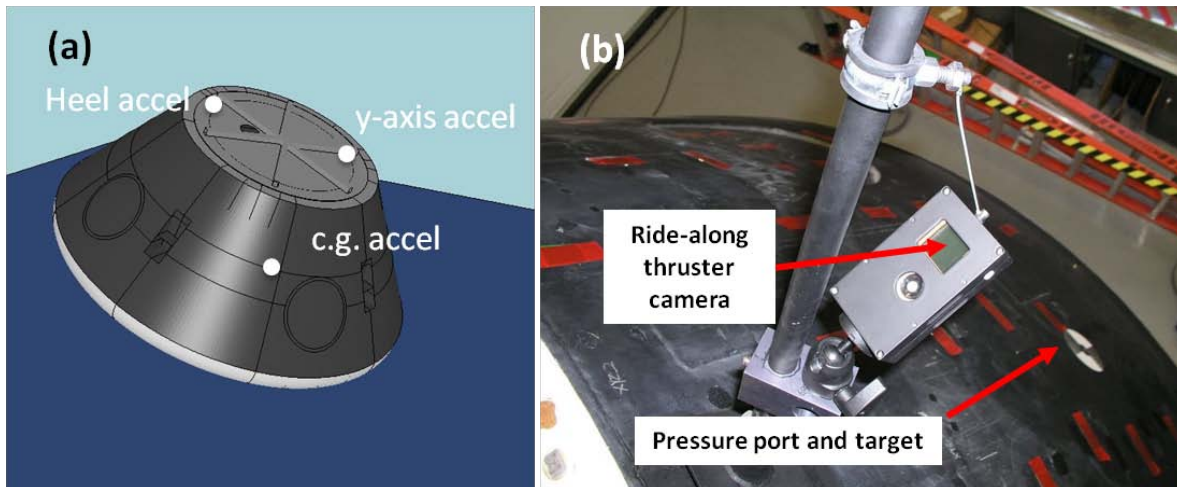 (a)
Heel accel
y-axis accel
c.g. accel
(b)
Ride-along
thruster
camera
Pressure port and target